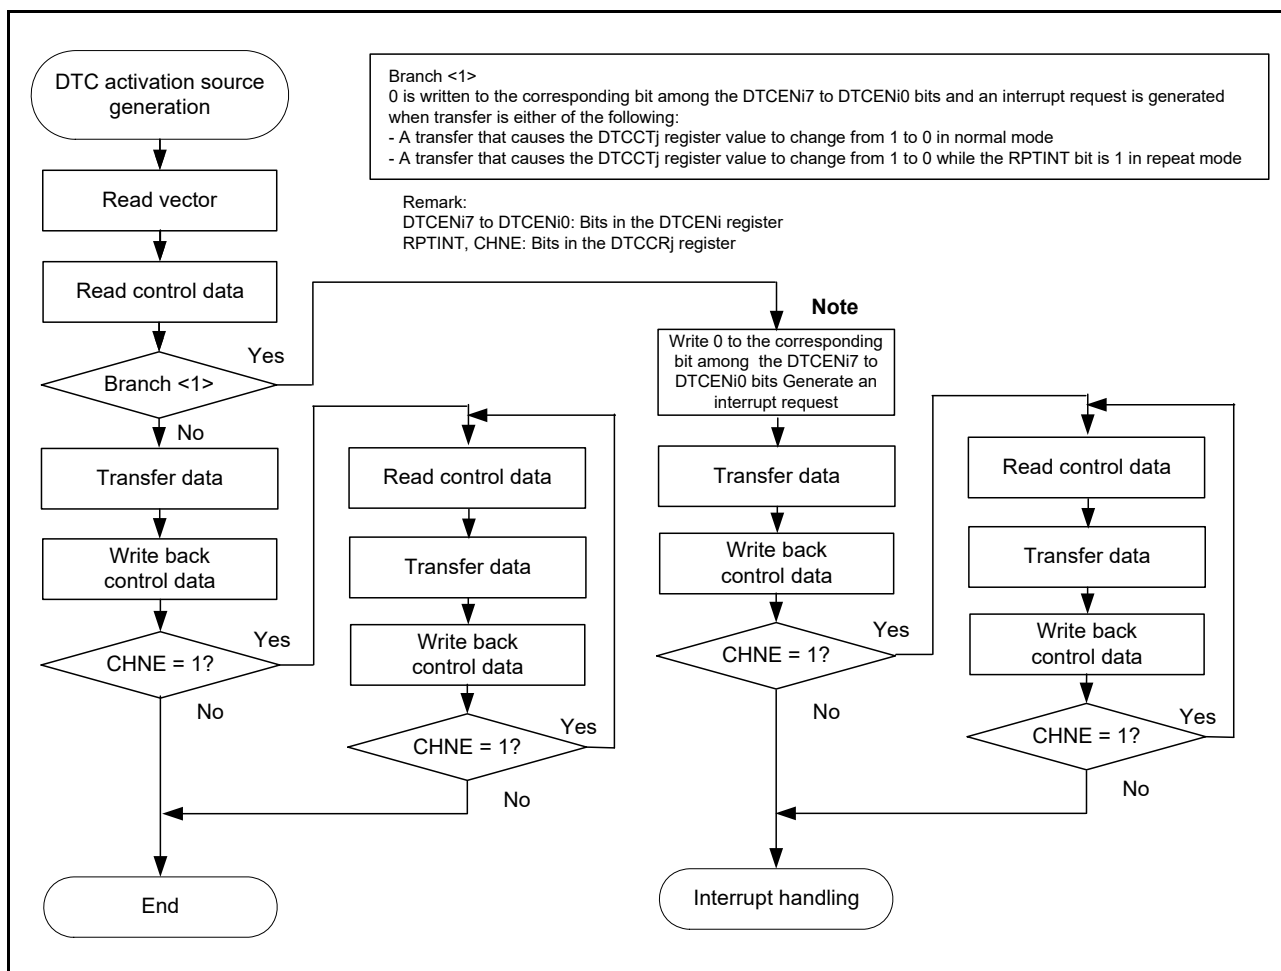 DTC activation source
generation
Branch <1>
0 is written to the corresponding bit among the DTCENi7 to DTCENi0 bits and an interrupt request is generated
when transfer is either of the following:
- A transfer that causes the DTCCTj register value to change from 1 to 0 in normal mode
- A transfer that causes the DTCCTj register value to change from 1 to 0 while the RPTINT bit is 1 in repeat mode
Remark:
DTCENi7 to DTCENi0: Bits in the DTCENi register
RPTINT, CHNE: Bits in the DTCCRj register
Read vector
Read control data
Branch <1>
Yes
No
Transfer data
Write back
control data
CHNE = 1?
Yes
No
Read control data
Transfer data
Write back
control data
CHNE = 1?
Yes
No
End
Note
Write 0 to the corresponding
bit among the DTCENi7 to
DTCENi0 bits Generate an
interrupt request
Transfer data
Write back
control data
CHNE = 1?
Yes
No
Read control data
Transfer data
Write back
control data
CHNE = 1?
Yes
No
Interrupt handling